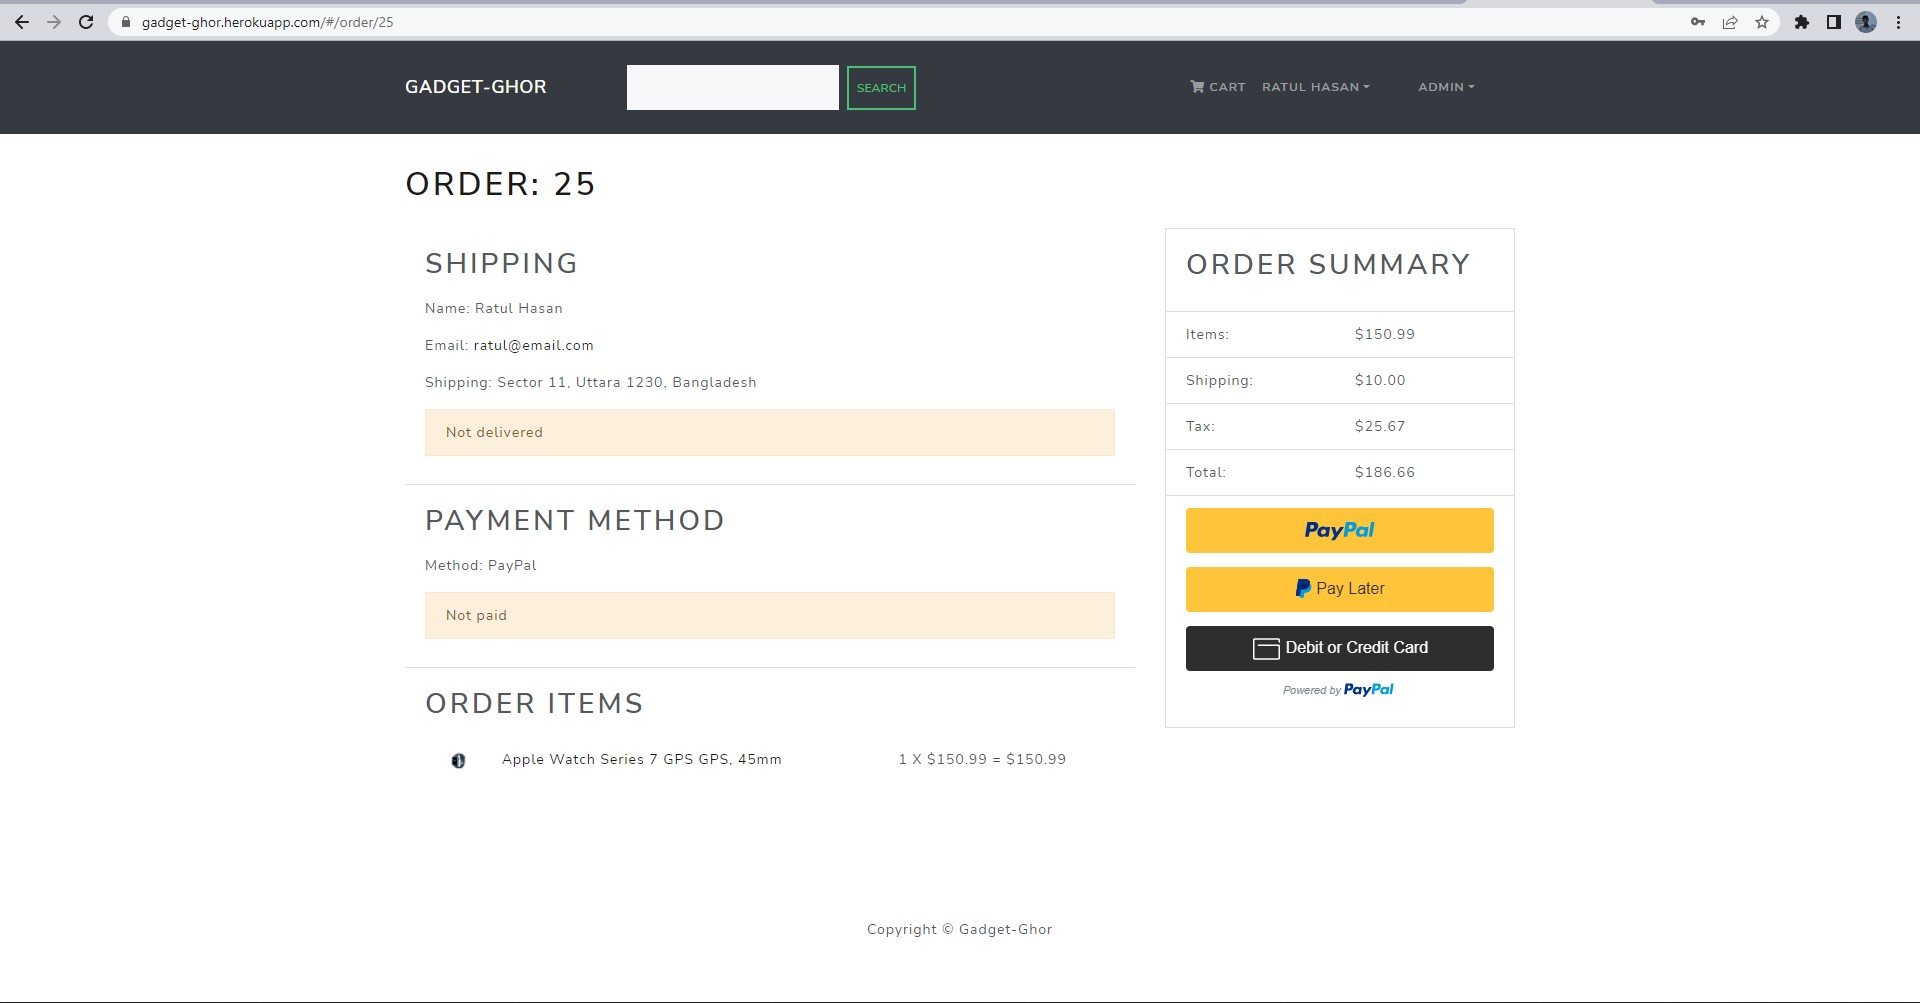 gadget-ghor.herokuapp.com/#/order/25
GADGET-GHOR
SEARCH
CART
RATUL HASAN
ADMIN
ORDER: 25
SHIPPING
Name: Ratul Hasan
Email: ratul@email.com
Shipping: Sector 11, Uttara 1230, Bangladesh
Not delivered
PAYMENT METHOD
Method: PayPal
Not paid
ORDER ITEMS
Apple Watch Series 7 GPS GPS, 45mm
1 X $150.99 = $150.99
ORDER SUMMARY
Items: $150.99
Shipping: $10.00
Tax: $25.67
Total: $186.66
PayPal
Pay Later
Debit or Credit Card
Powered by PayPal
Copyright © Gadget-Ghor